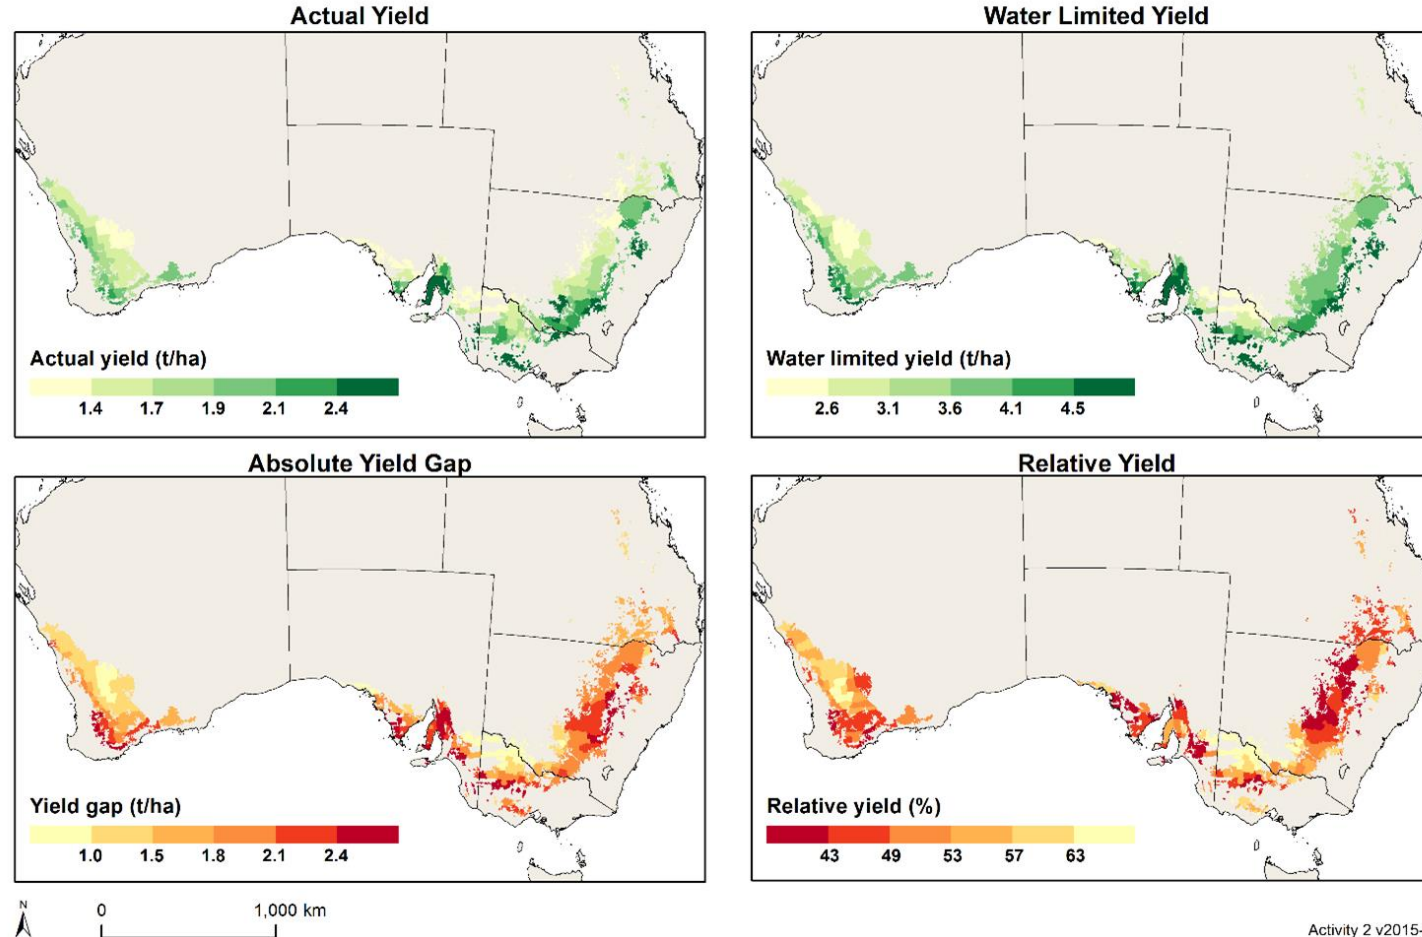 Actual Yield
Water Limited Yield
Actual yield (t/ha)
1.4 1.7 1.9 2.1 2.4
Water limited yield (t/ha)
2.6 3.1 3.6 4.1 4.5
Absolute Yield Gap
Relative Yield
Yield gap (t/ha)
1.0 1.5 1.8 2.1 2.4
Relative yield (%)
43 49 53 57 63
N
0 1,000 km
Activity 2 v2015-